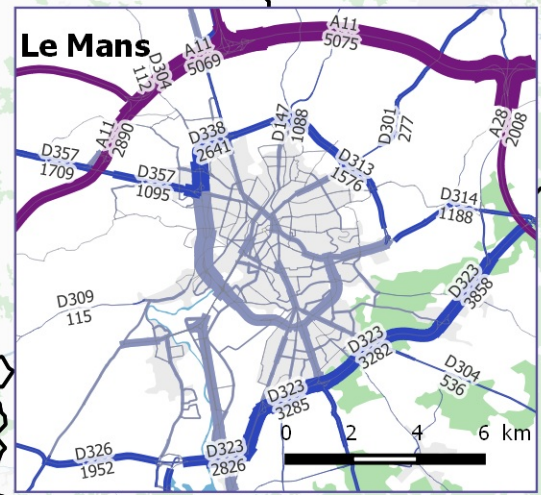 Le Mans
A11
5075
A11
5069
D304
112
A11
2890
A28
2008
D301
277
D147
1088
D338
2641
D313
1576
D357
1709
D357
1095
D314
1188
D323
3858
D309
115
D323
3282
D304
536
D323
3285
D326
1952
D323
2826
0 2 4 6 km